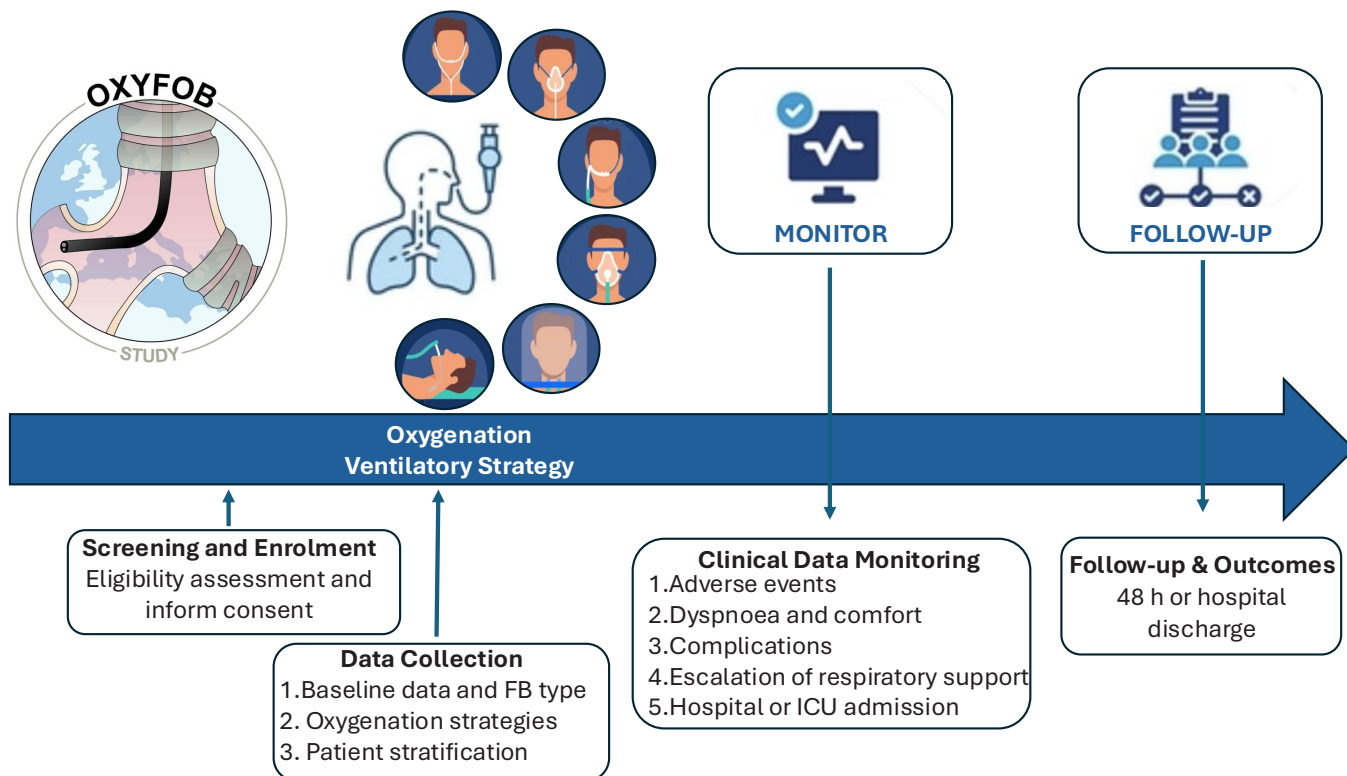 OXYFOB
STUDY
MONITOR
FOLLOW-UP
Oxygenation
Ventilatory Strategy
Screening and Enrolment
Eligibility assessment and
inform consent
Data Collection
1.Baseline data and FB type
2. Oxygenation strategies
3. Patient stratification
Clinical Data Monitoring
1.Adverse events
2.Dyspnoea and comfort
3.Complications
4.Escalation of respiratory support
5.Hospital or ICU admission
Follow-up & Outcomes
48 h or hospital
discharge